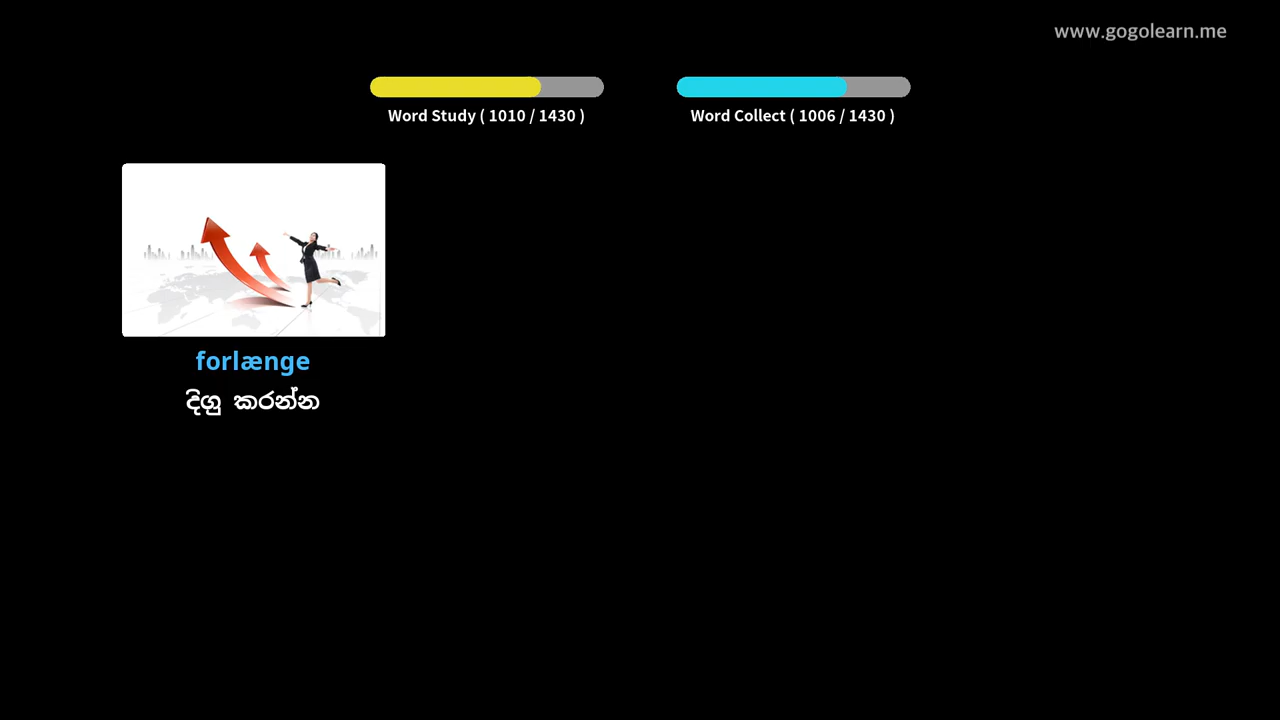 www.gogolearn.me
Word Study ( 1010 / 1430 )
Word Collect ( 1006 / 1430 )
forlænge
දිගු කරන්න